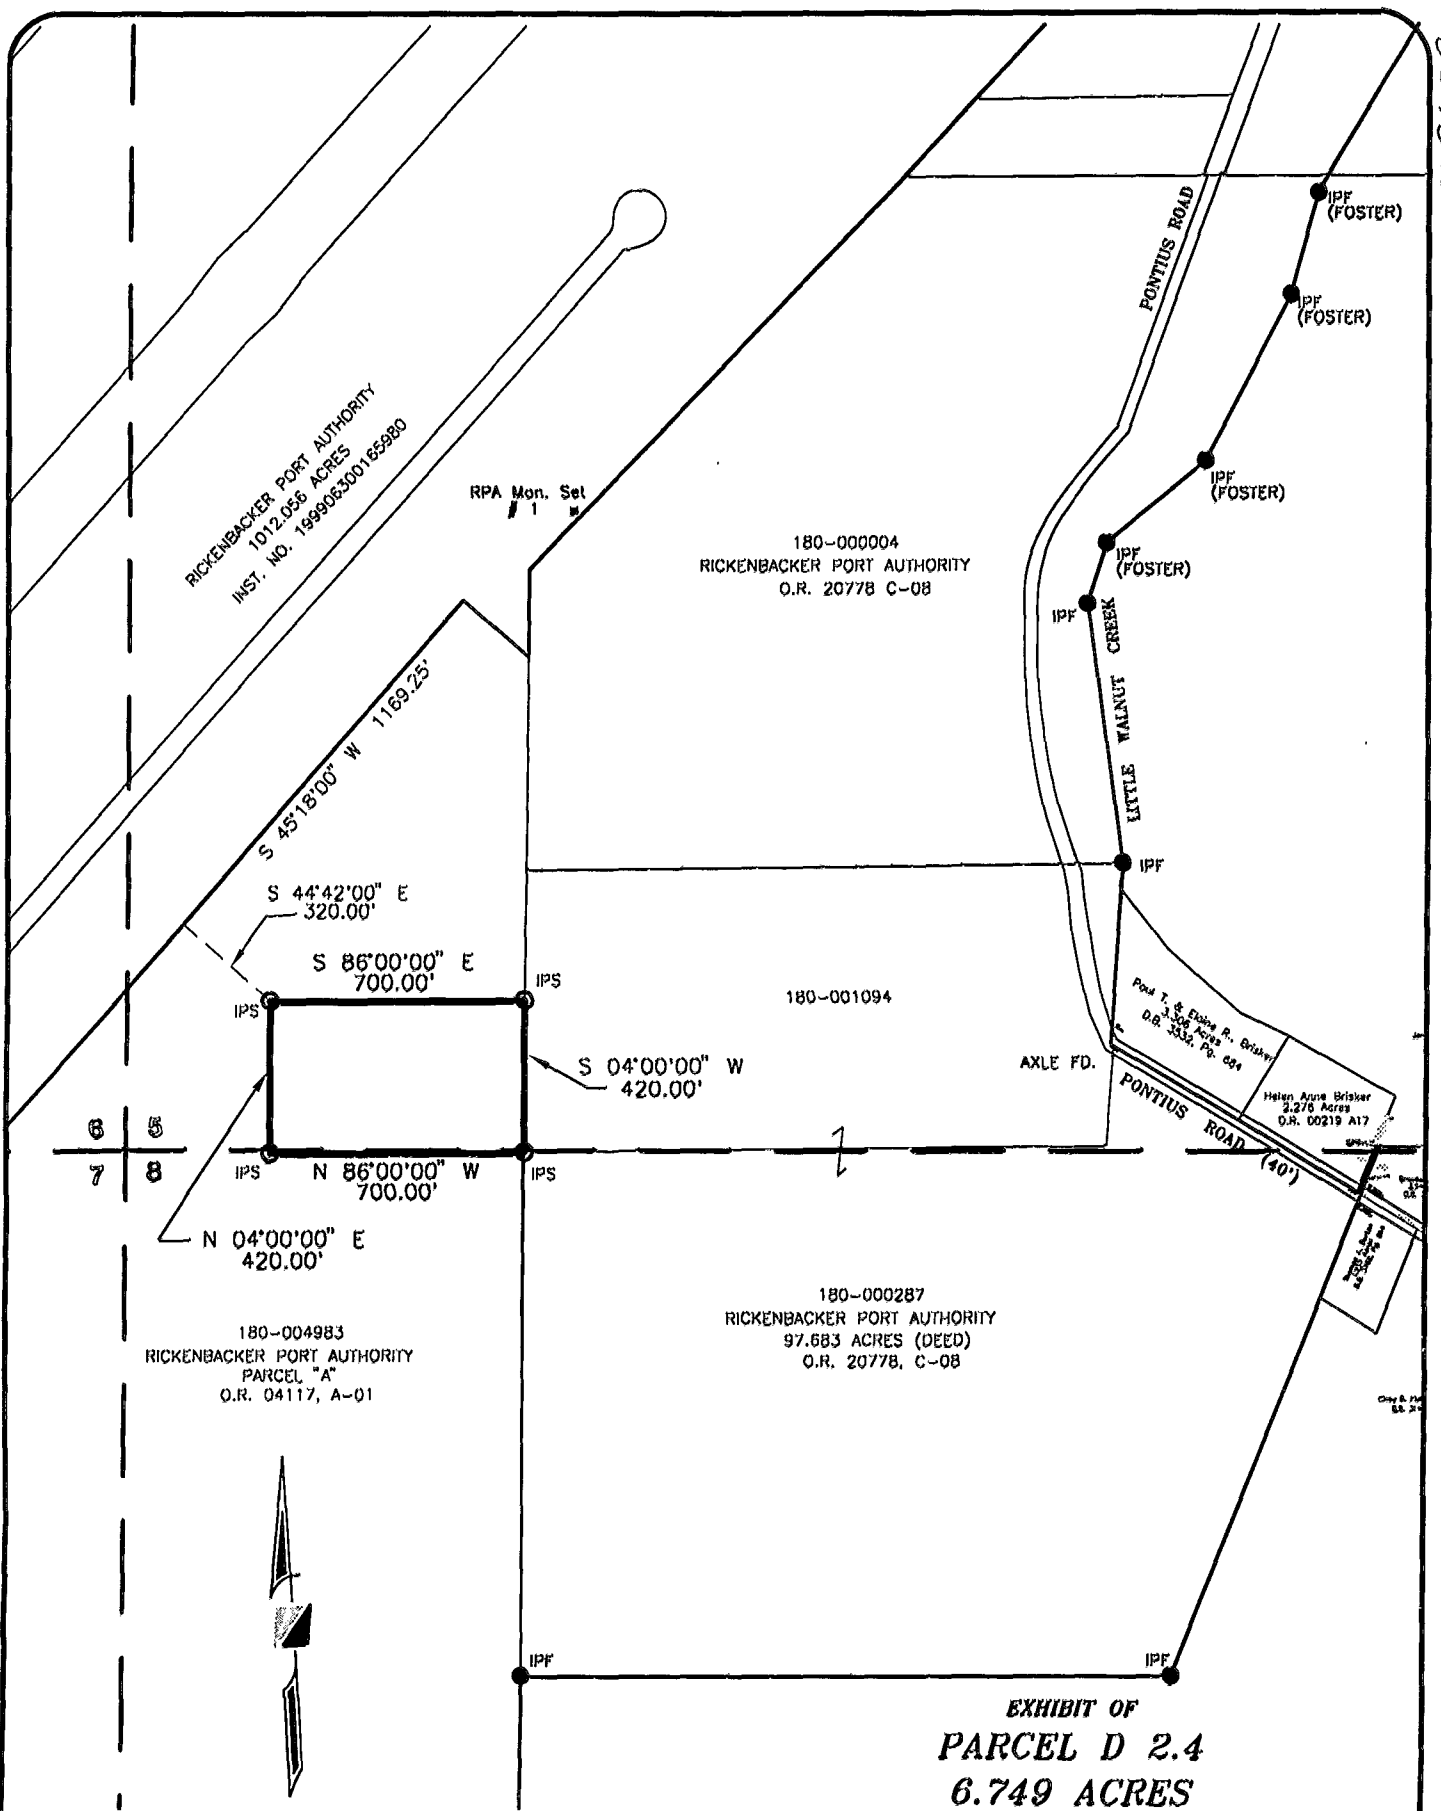 PONTIUS ROAD
IPF
(FOSTER)
IPF
(FOSTER)
IPF
(FOSTER)
IPF
(FOSTER)
IPF
LITTLE WALNUT CREEK
IPF
RICKENBACKER PORT AUTHORITY
1012.056 ACRES
INST. NO. 199906300165980
RPA Mon. Set
# 1
180-000004
RICKENBACKER PORT AUTHORITY
O.R. 20778 C-08
S 45°18'00" W 1169.25'
S 44°42'00" E
320.00'
S 86°00'00" E
700.00'
IPS
IPS
180-001094
S 04°00'00" W
420.00'
AXLE FD.
Paul T. & Elaine R. Brisker
3.306 Acres
D.B. 3532, Pg. 684
Helen Anne Brisker
2.276 Acres
O.R. 00219 A17
PONTIUS ROAD (40')
6 5
7 8
IPS
N 86°00'00" W
700.00'
IPS
N 04°00'00" E
420.00'
180-004983
RICKENBACKER PORT AUTHORITY
PARCEL "A"
O.R. 04117, A-01
180-000287
RICKENBACKER PORT AUTHORITY
97.683 ACRES (DEED)
O.R. 20778, C-08
IPF
IPF
EXHIBIT OF
PARCEL D 2.4
6.749 ACRES